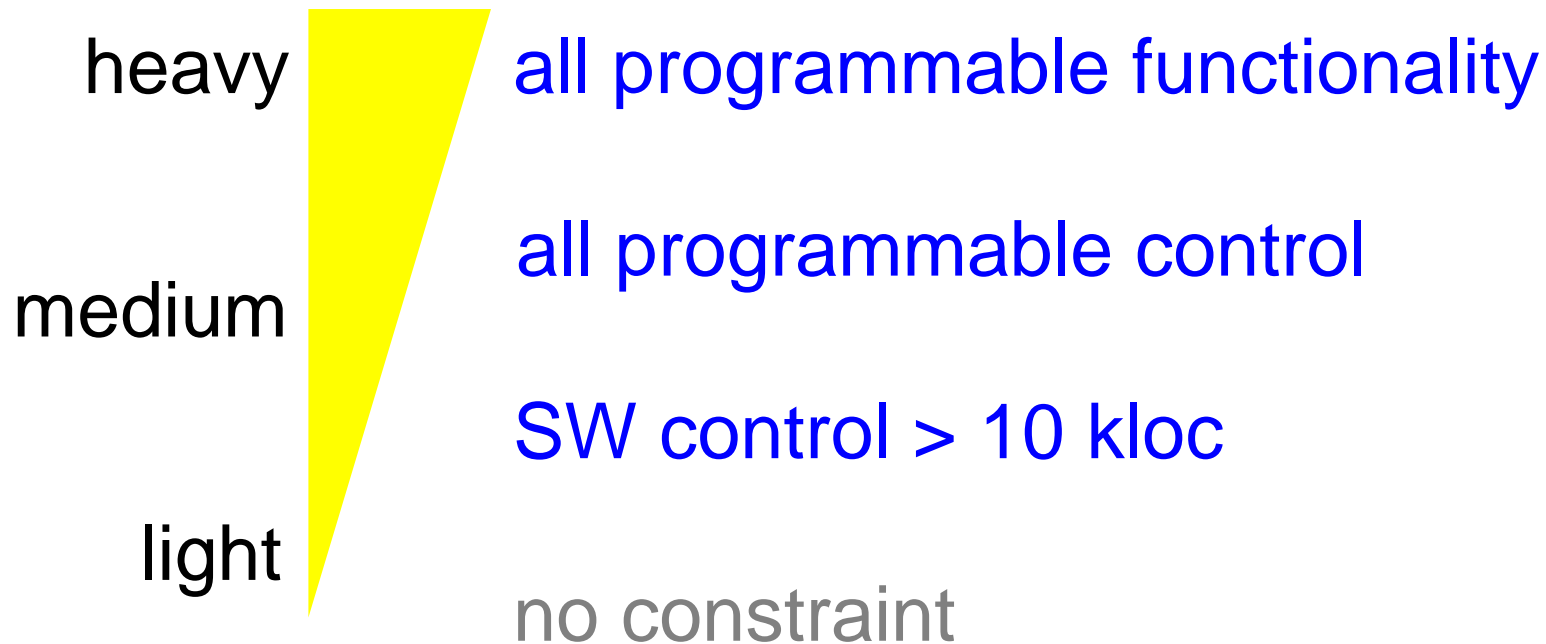 heavy
all programmable functionality
all programmable control
medium
SW control > 10 kloc
light
no constraint